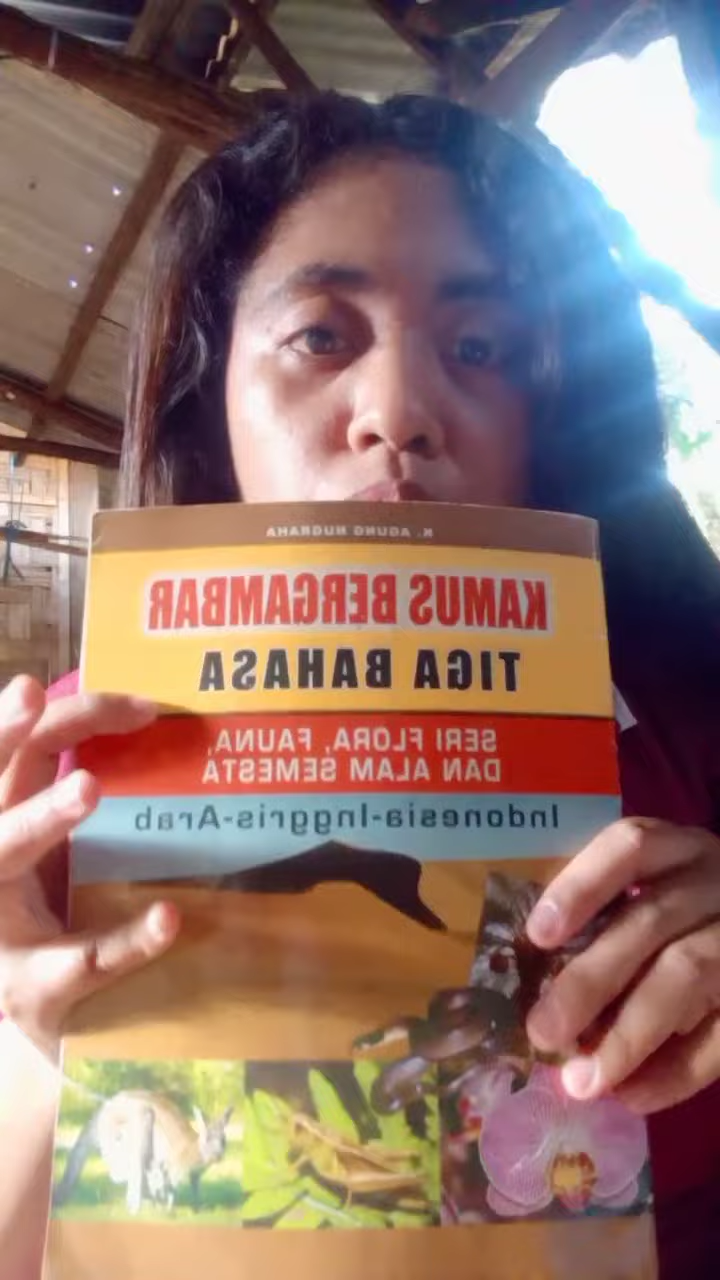 K. AGUNG NUGRAHA
KAMUS BERGAMBAR
TIGA BAHASA
SERI FLORA, FAUNA,
DAN ALAM SEMESTA
Indonesia-Inggris-Arab